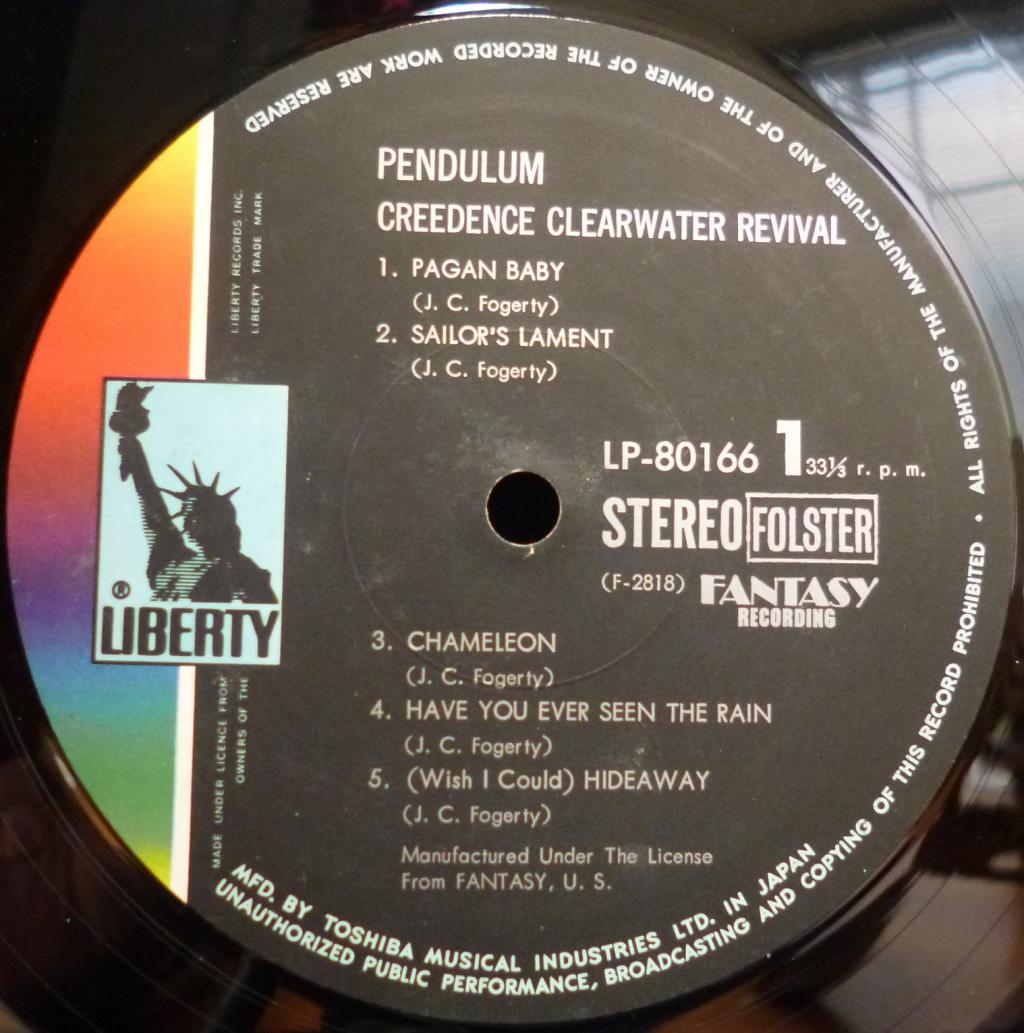 PENDULUM
CREEDENCE CLEARWATER REVIVAL
1. PAGAN BABY
(J. C. Fogerty)
2. SAILOR'S LAMENT
(J. C. Fogerty)
LP-80166 1 33⅓ r. p. m.
STEREO FOLSTER
(F-2818) FANTASY
RECORDING
3. CHAMELEON
(J. C. Fogerty)
4. HAVE YOU EVER SEEN THE RAIN
(J. C. Fogerty)
5. (Wish I Could) HIDEAWAY
(J. C. Fogerty)
Manufactured Under The License
From FANTASY, U. S.
LIBERTY RECORDS INC.
LIBERTY TRADE MARK
® LIBERTY
MADE UNDER LICENCE FROM
OWNERS OF THE
MFD. BY TOSHIBA MUSICAL INDUSTRIES LTD. IN JAPAN
UNAUTHORIZED PUBLIC PERFORMANCE, BROADCASTING AND COPYING OF THIS RECORD PROHIBITED • ALL RIGHTS OF THE MANUFACTURER AND OF THE OWNER OF THE RECORDED WORK ARE RESERVED